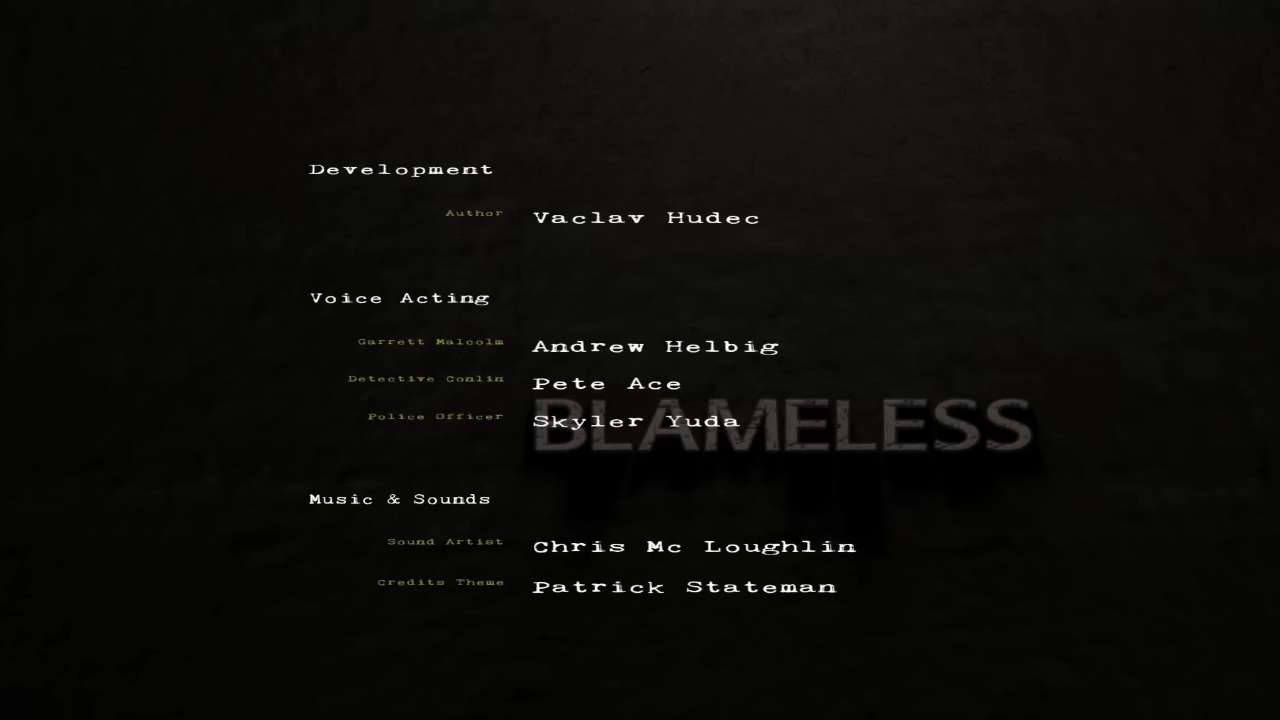 Development
Author Vaclav Hudec
Voice Acting
Garrett Malcolm Andrew Helbig
Detective Conlin Pete Ace
Police Officer Skyler Yuda
BLAMELESS
Music & Sounds
Sound Artist Chris Mc Loughlin
Credits Theme Patrick Stateman